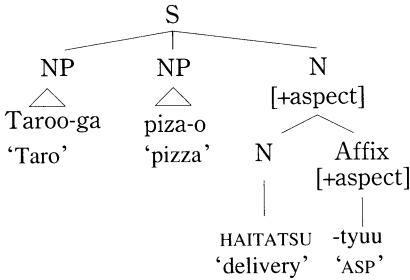 S
NP NP N
[+aspect]
Taroo-ga piza-o
‘Taro’ ‘pizza’ N Affix
[+aspect]
HAITATSU -tyuu
‘delivery’ ‘ASP’